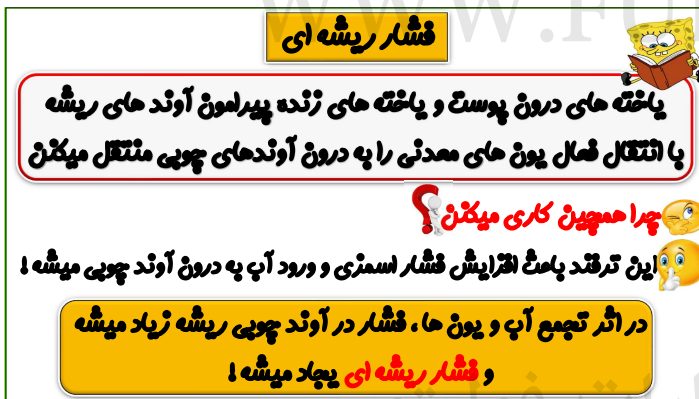 WWW.FU
فشار ریشه ای
یاخته های درون پوست و یاخته های زنده پیرامون آوند های ریشه
با انتقال فعال یون های معدنی را به درون آوندهای چوبی منتقل میکنن
چرا همچین کاری میکنن؟
این ترفند باعث افزایش فشار اسمزی و ورود آب به درون آوند چوبی میشه !
در اثر تجمع آب و یون ها ، فشار در آوند چوبی ریشه زیاد میشه
و فشار ریشه ای یجاد میشه !